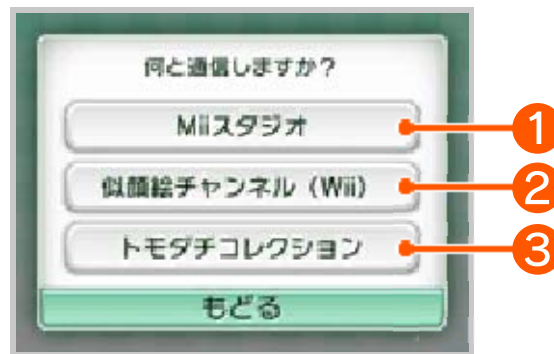 何と通信しますか？
Miiスタジオ
1
似顔絵チャンネル（Wii）
2
トモダチコレクション
3
もどる